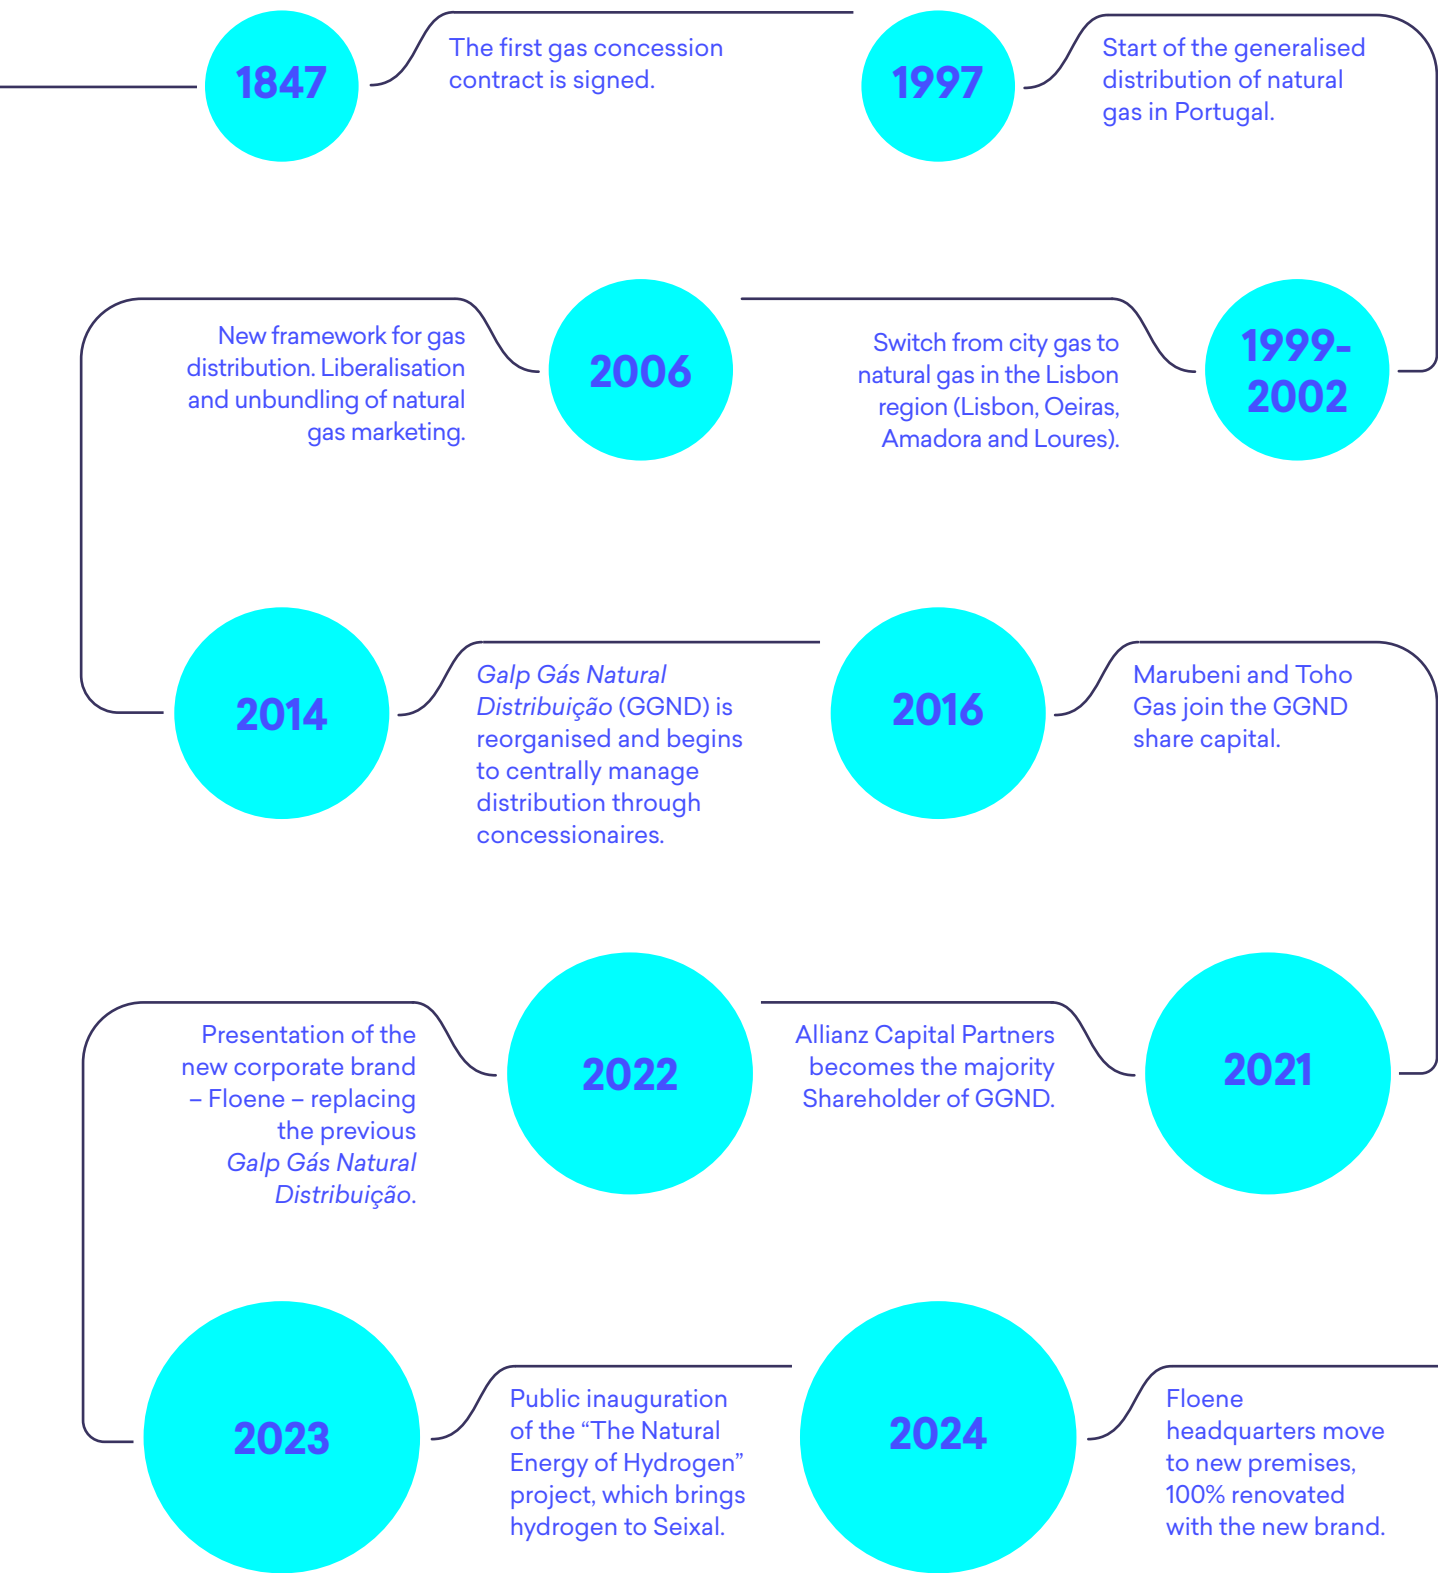 1847
The first gas concession
contract is signed.
1997
Start of the generalised
distribution of natural
gas in Portugal.
1999-
2002
Switch from city gas to
natural gas in the Lisbon
region (Lisbon, Oeiras,
Amadora and Loures).
2006
New framework for gas
distribution. Liberalisation
and unbundling of natural
gas marketing.
2014
Galp Gás Natural
Distribuição (GGND) is
reorganised and begins
to centrally manage
distribution through
concessionaires.
2016
Marubeni and Toho
Gas join the GGND
share capital.
2021
Allianz Capital Partners
becomes the majority
Shareholder of GGND.
2022
Presentation of the
new corporate brand
– Floene – replacing
the previous
Galp Gás Natural
Distribuição.
2023
Public inauguration
of the “The Natural
Energy of Hydrogen”
project, which brings
hydrogen to Seixal.
2024
Floene
headquarters move
to new premises,
100% renovated
with the new brand.